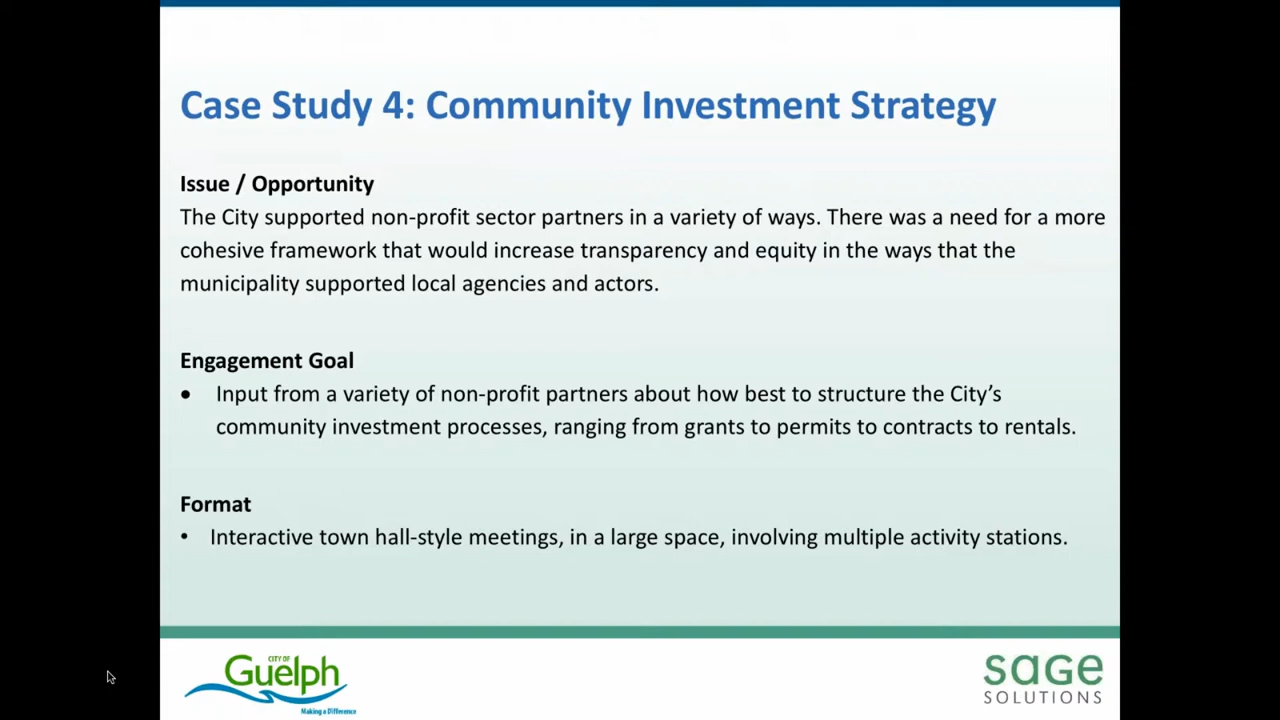 Case Study 4: Community Investment Strategy
Issue / Opportunity
The City supported non-profit sector partners in a variety of ways. There was a need for a more
cohesive framework that would increase transparency and equity in the ways that the
municipality supported local agencies and actors.
Engagement Goal
• Input from a variety of non-profit partners about how best to structure the City’s
community investment processes, ranging from grants to permits to contracts to rentals.
Format
• Interactive town hall-style meetings, in a large space, involving multiple activity stations.
CITY OF
Guelph
Making a Difference
sage
SOLUTIONS